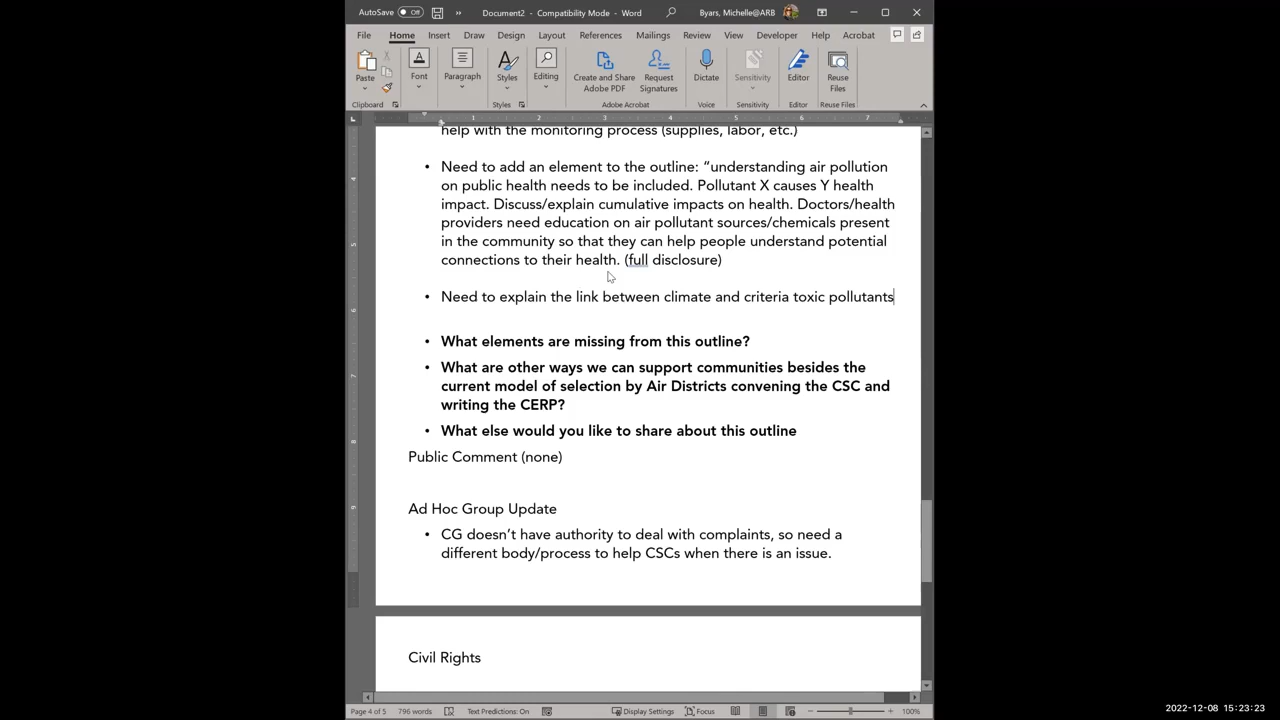 AutoSave Off Document2 - Compatibility Mode - Word Byars, Michelle@ARB
File Home Insert Draw Design Layout References Mailings Review View Developer Help Acrobat
Paste Font Paragraph Styles Editing Create and Share Adobe PDF Request Signatures Dictate Sensitivity Editor Reuse Files
Clipboard Styles Adobe Acrobat Voice Sensitivity Editor Reuse Files
1 2 3 4 5 6 7
help with the monitoring process (supplies, labor, etc.)
• Need to add an element to the outline: “understanding air pollution
on public health needs to be included. Pollutant X causes Y health
impact. Discuss/explain cumulative impacts on health. Doctors/health
providers need education on air pollutant sources/chemicals present
in the community so that they can help people understand potential
connections to their health. (full disclosure)
• Need to explain the link between climate and criteria toxic pollutants
• What elements are missing from this outline?
• What are other ways we can support communities besides the
current model of selection by Air Districts convening the CSC and
writing the CERP?
• What else would you like to share about this outline
Public Comment (none)
Ad Hoc Group Update
• CG doesn’t have authority to deal with complaints, so need a
different body/process to help CSCs when there is an issue.
Civil Rights
Page 4 of 5 796 words Text Predictions: On Display Settings Focus 100%
2022-12-08 15:23:23